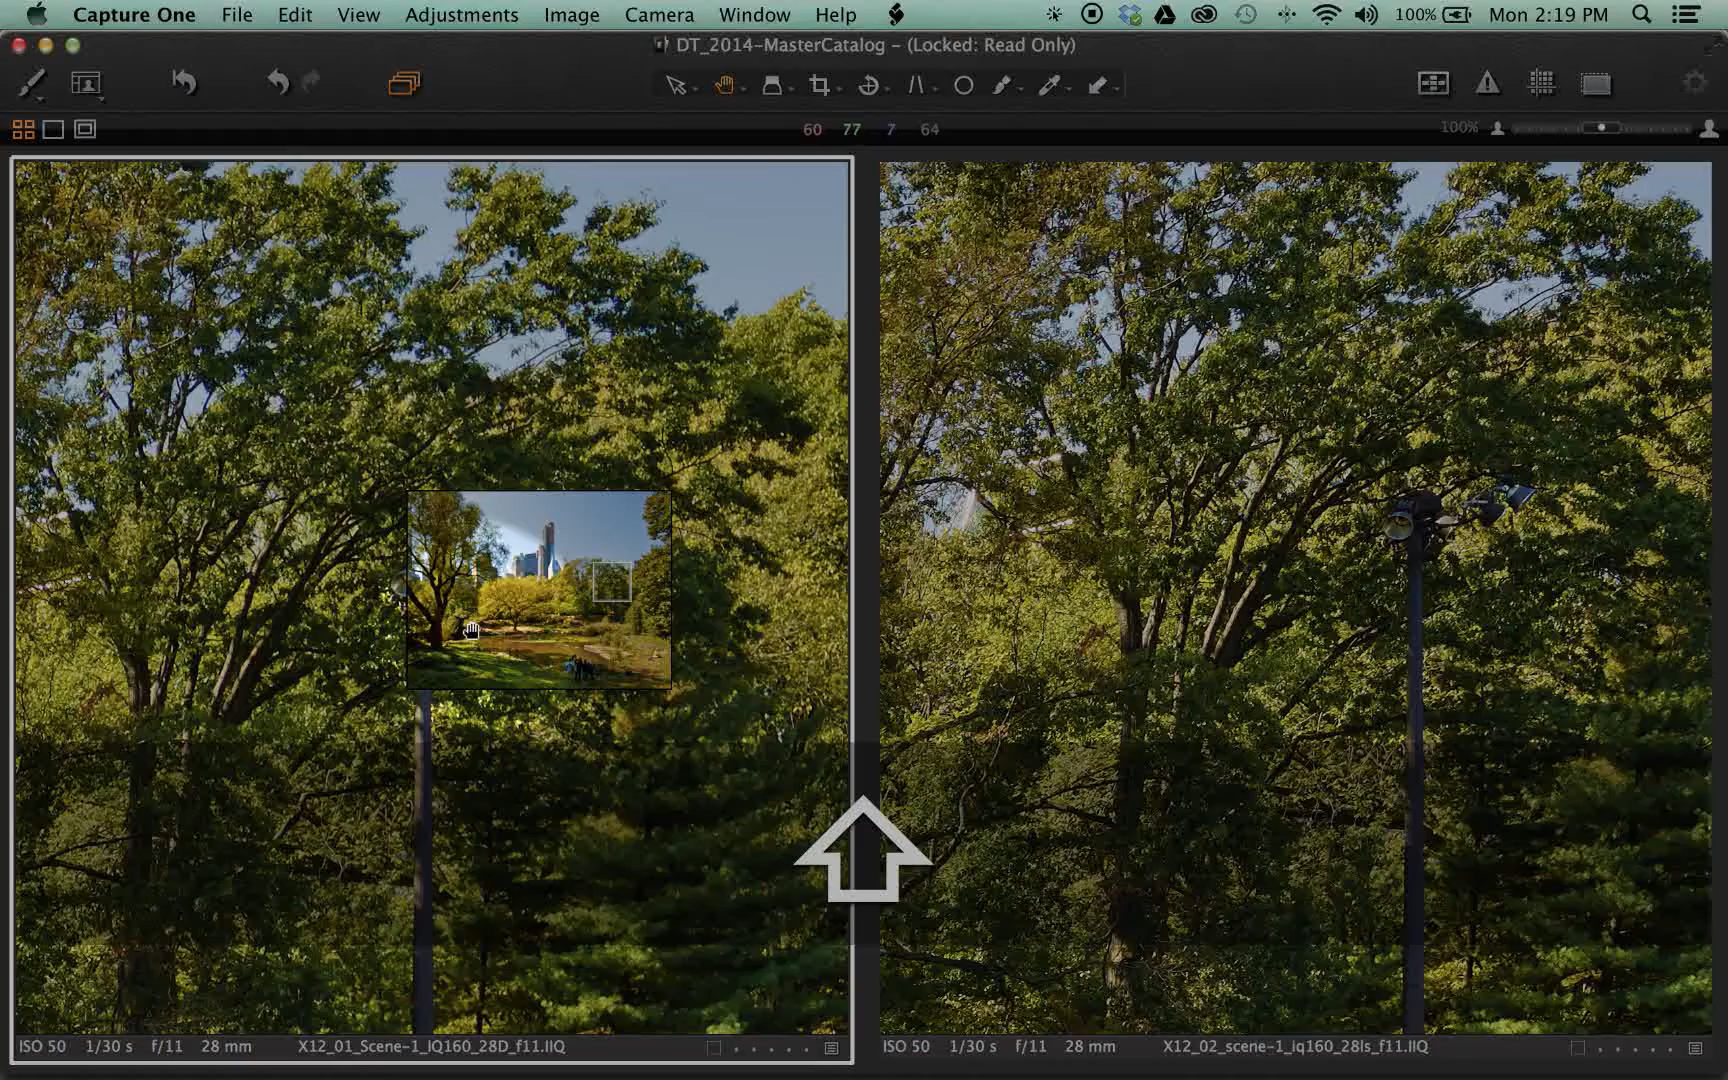 Capture One File Edit View Adjustments Image Camera Window Help 100% Mon 2:19 PM
DT_2014-MasterCatalog – (Locked: Read Only)
60 77 7 64 100%
ISO 50 1/30 s f/11 28 mm X12_01_Scene-1_IQ160_28D_f11.IIQ
ISO 50 1/30 s f/11 28 mm X12_02_scene-1_iq160_28ls_f11.IIQ